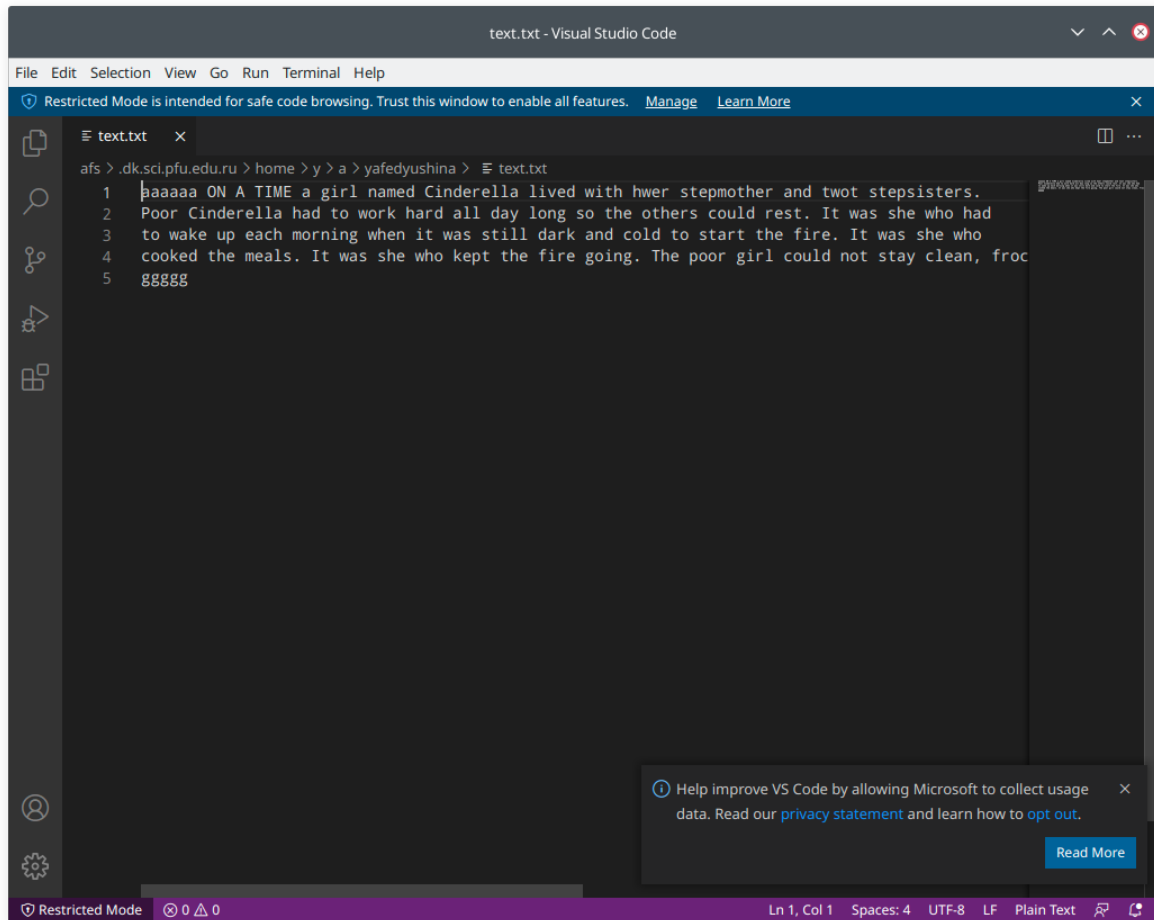 text.txt - Visual Studio Code
File Edit Selection View Go Run Terminal Help
Restricted Mode is intended for safe code browsing. Trust this window to enable all features. Manage Learn More
text.txt
afs > .dk.sci.pfu.edu.ru > home > y > a > yafedyushina > text.txt
1 aaaaaa ON A TIME a girl named Cinderella lived with hwer stepmother and twot stepsisters.
2 Poor Cinderella had to work hard all day long so the others could rest. It was she who had
3 to wake up each morning when it was still dark and cold to start the fire. It was she who
4 cooked the meals. It was she who kept the fire going. The poor girl could not stay clean, froc
5 ggggg
Help improve VS Code by allowing Microsoft to collect usage
data. Read our privacy statement and learn how to opt out.
Read More
Restricted Mode 0 0 Ln 1, Col 1 Spaces: 4 UTF-8 LF Plain Text